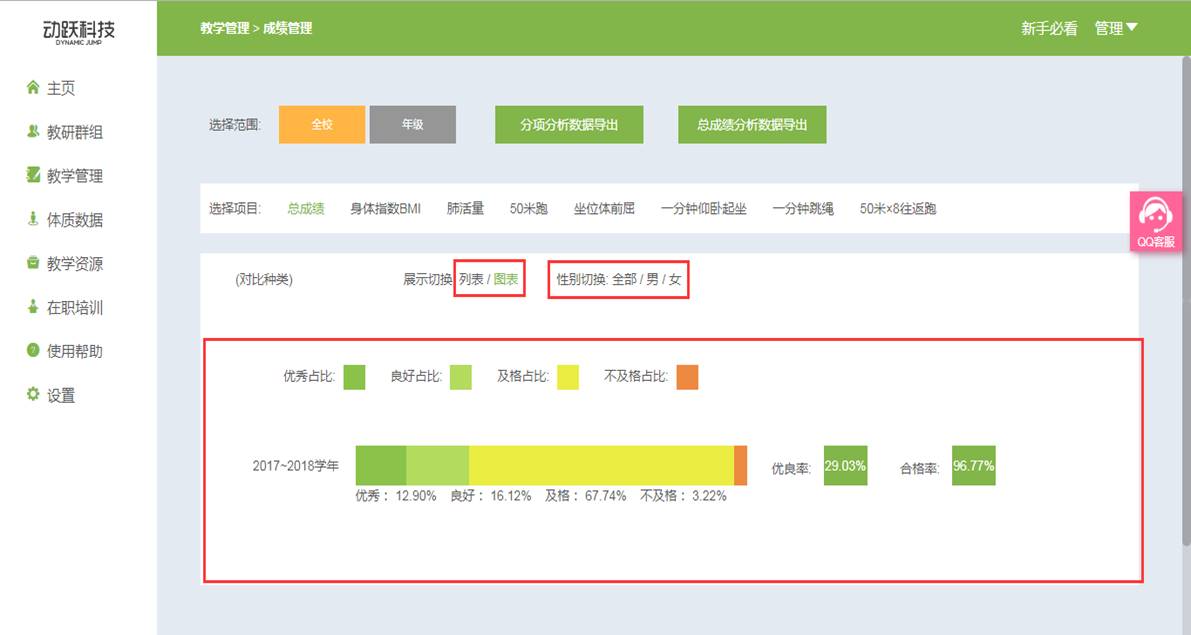 动跃科技
DYNAMIC JUMP
教学管理 > 成绩管理
新手必看 管理
主页
教研群组
教学管理
体质数据
教学资源
在职培训
使用帮助
设置
选择范围: 全校 年级 分项分析数据导出 总成绩分析数据导出
选择项目: 总成绩 身体指数BMI 肺活量 50米跑 坐位体前屈 一分钟仰卧起坐 一分钟跳绳 50米×8往返跑
QQ客服
(对比种类) 展示切换 列表 / 图表 性别切换: 全部 / 男 / 女
优秀占比: 良好占比: 及格占比: 不及格占比:
2017~2018学年 优良率: 29.03% 合格率: 96.77%
优秀 : 12.90% 良好 : 16.12% 及格 : 67.74% 不及格 : 3.22%